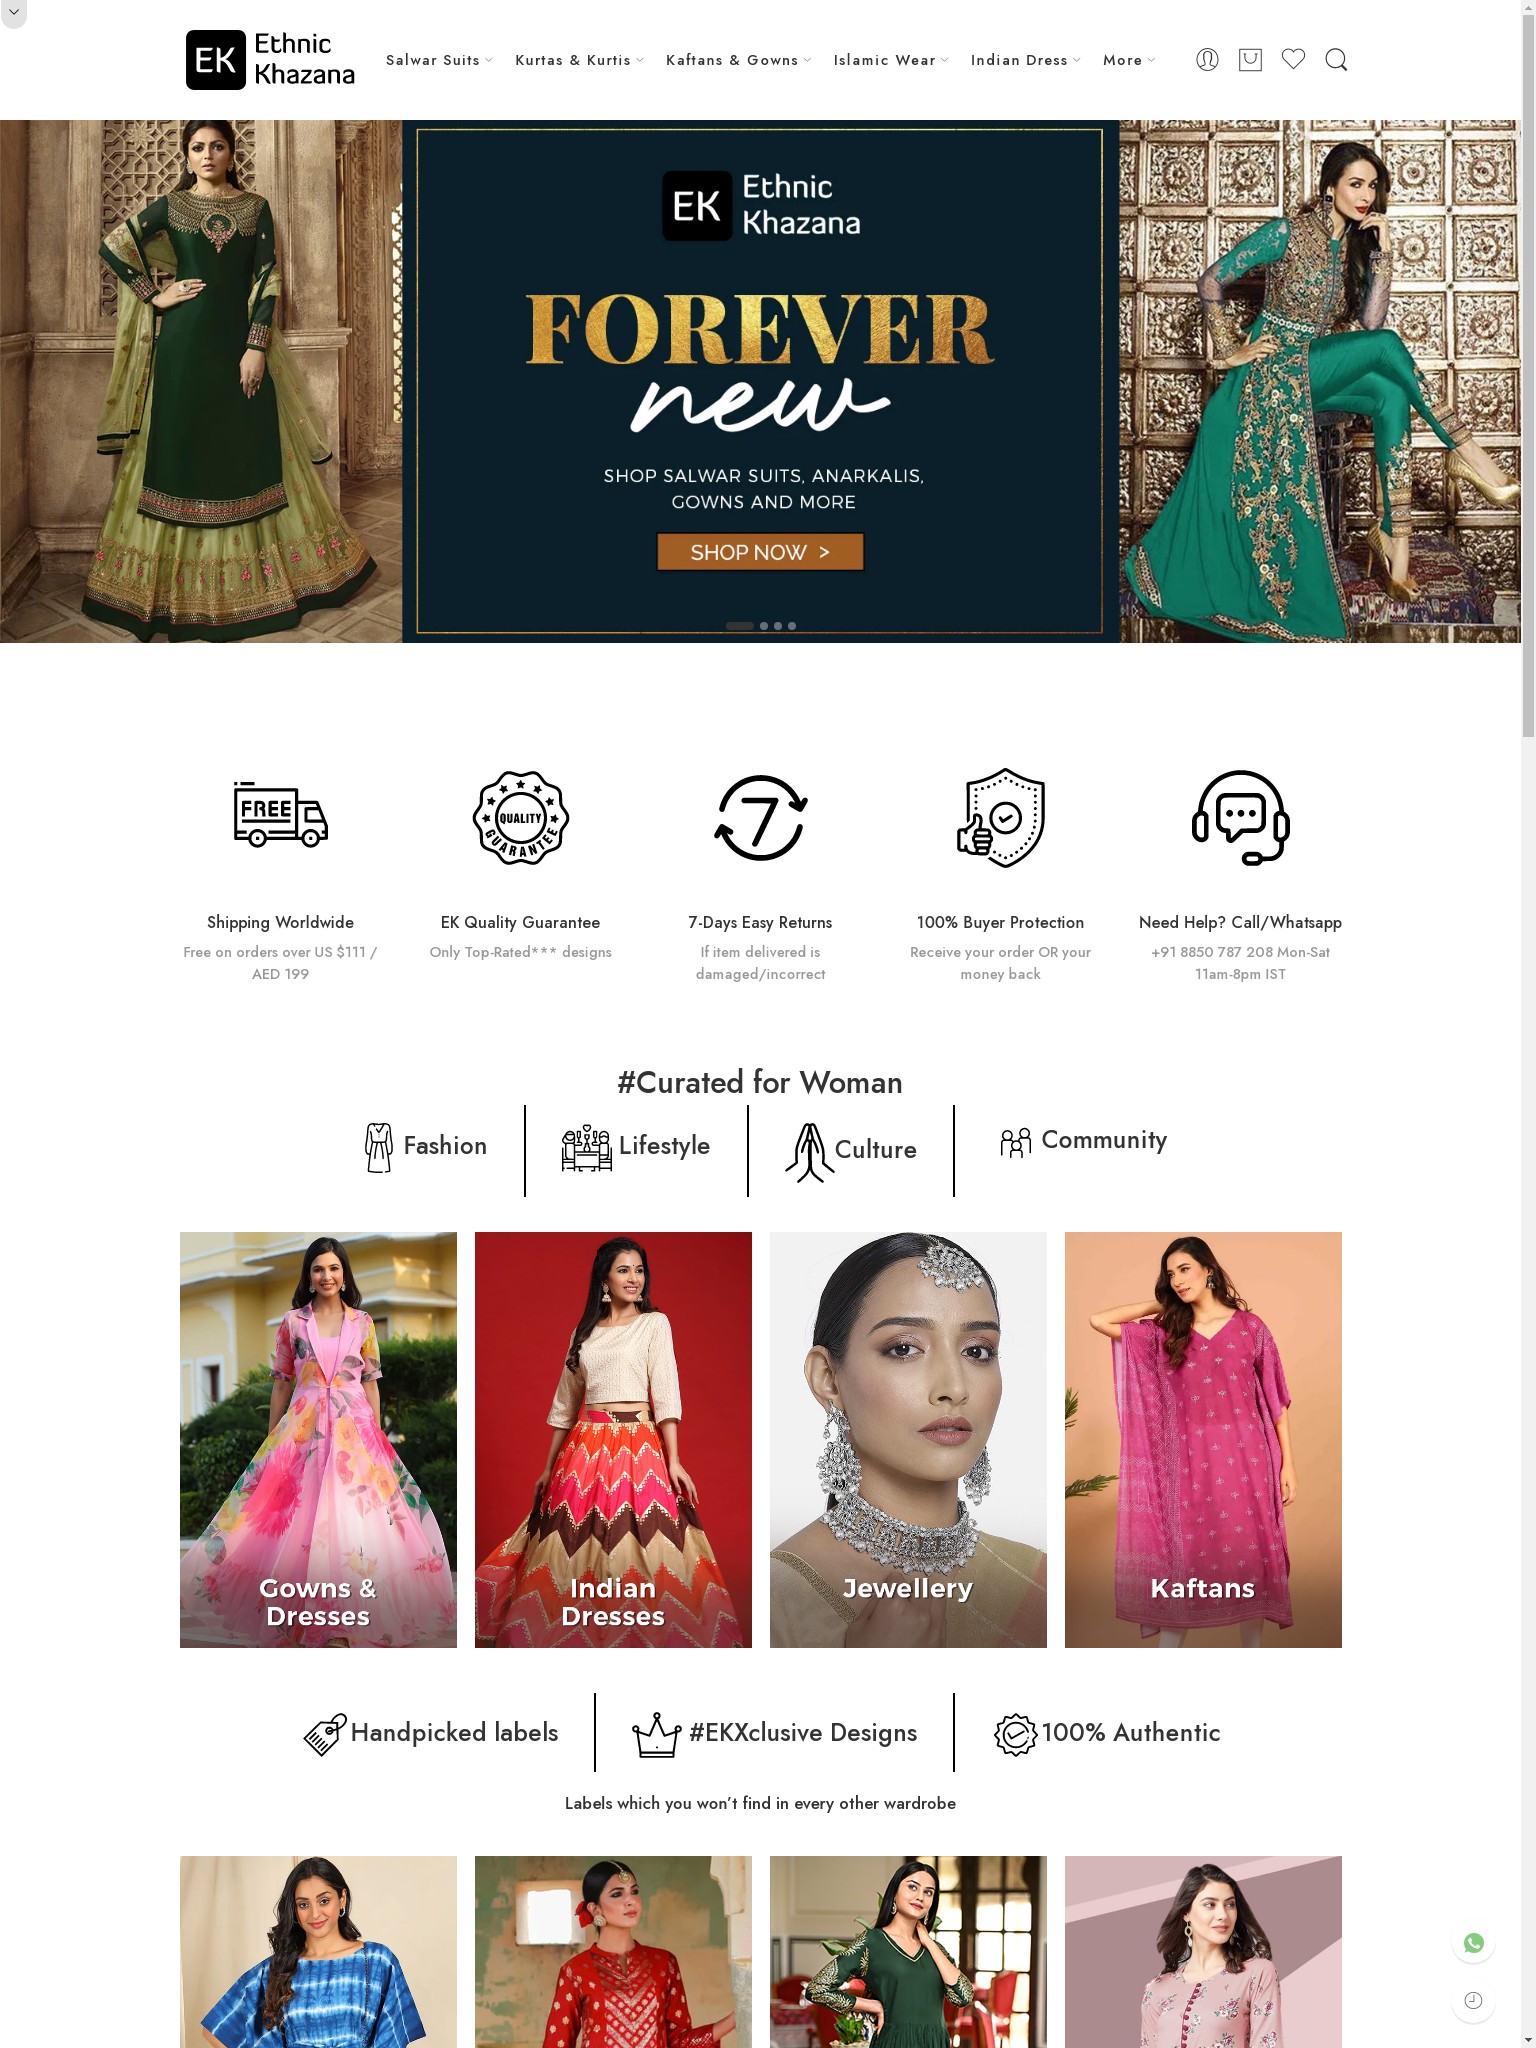 EK Ethnic
Khazana
Salwar Suits
Kurtas & Kurtis
Kaftans & Gowns
Islamic Wear
Indian Dress
More
EK Ethnic
Khazana
FOREVER
new
SHOP SALWAR SUITS, ANARKALIS,
GOWNS AND MORE
SHOP NOW >
FREE
QUALITY
GUARANTEE
7
Shipping Worldwide
Free on orders over US $111 /
AED 199
EK Quality Guarantee
Only Top-Rated*** designs
7-Days Easy Returns
If item delivered is
damaged/incorrect
100% Buyer Protection
Receive your order OR your
money back
Need Help? Call/Whatsapp
+91 8850 787 208 Mon-Sat
11am-8pm IST
#Curated for Woman
Fashion
Lifestyle
Culture
Community
Gowns &
Dresses
Indian
Dresses
Jewellery
Kaftans
Handpicked labels
#EKXclusive Designs
100% Authentic
Labels which you won't find in every other wardrobe